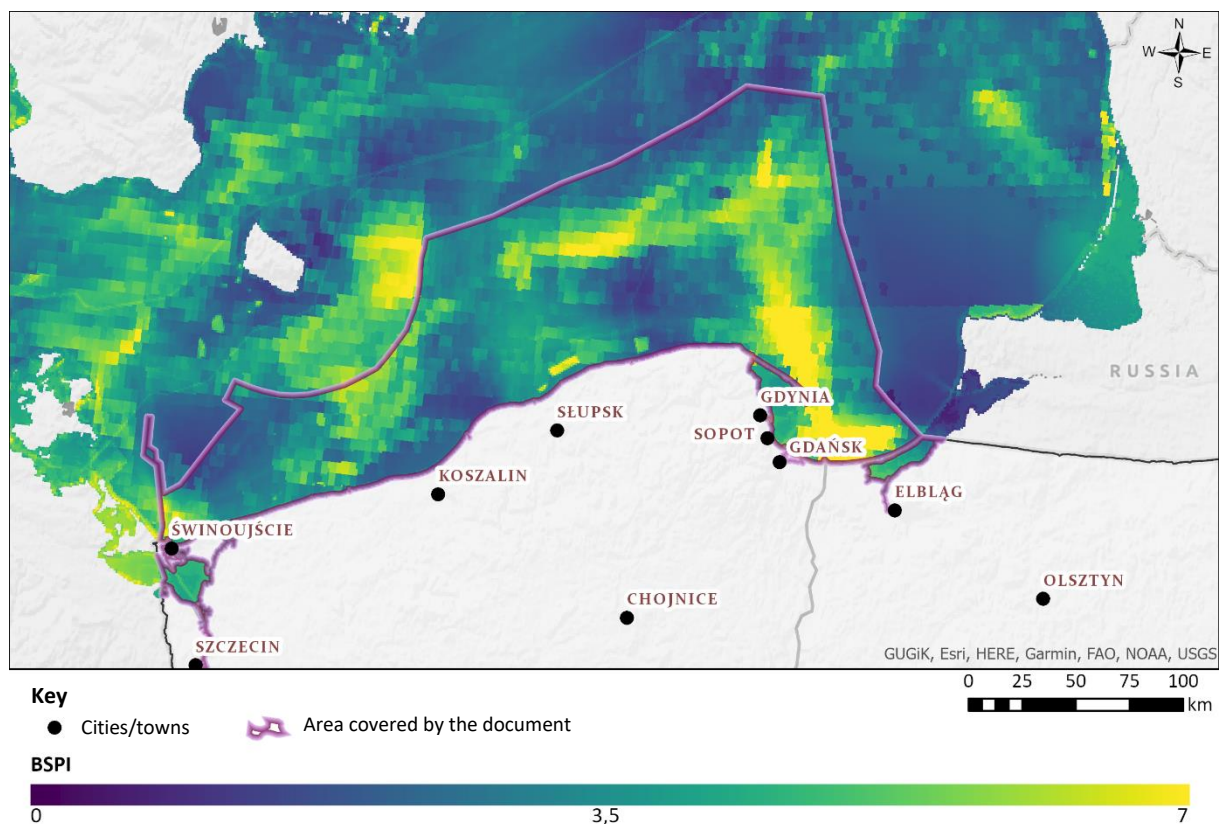 N
W E
S
RUSSIA
GDYNIA
SŁUPSK
SOPOT
GDAŃSK
KOSZALIN
ELBLĄG
ŚWINOUJŚCIE
OLSZTYN
CHOJNICE
SZCZECIN
GUGiK, Esri, HERE, Garmin, FAO, NOAA, USGS
0 25 50 75 100
km
Key
Cities/towns
Area covered by the document
BSPI
0 3,5 7